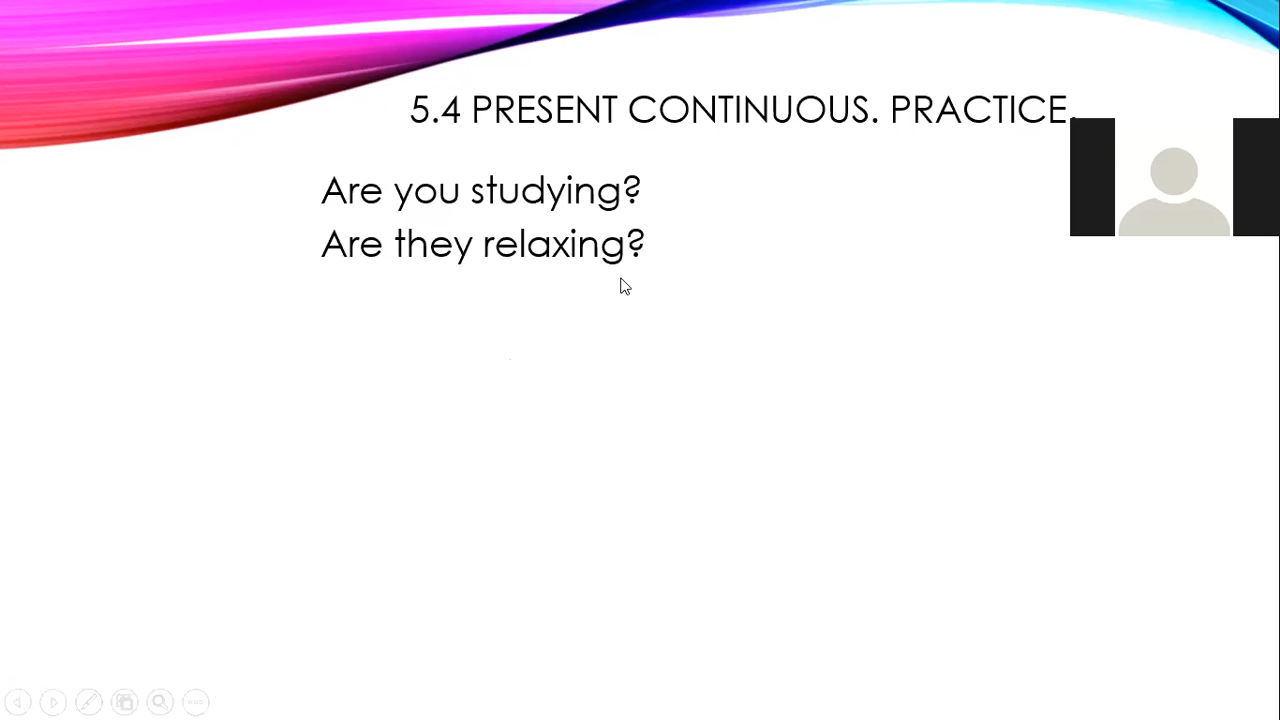 5.4 PRESENT CONTINUOUS. PRACTICE.
Are you studying?
Are they relaxing?